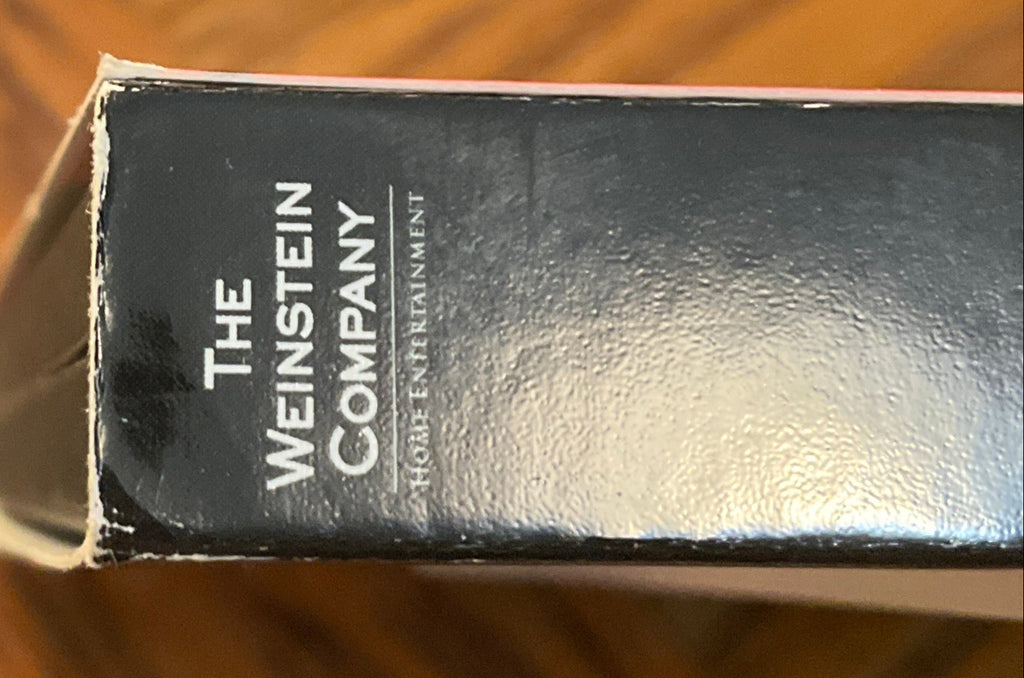 THE
WEINSTEIN
COMPANY
HOME ENTERTAINMENT